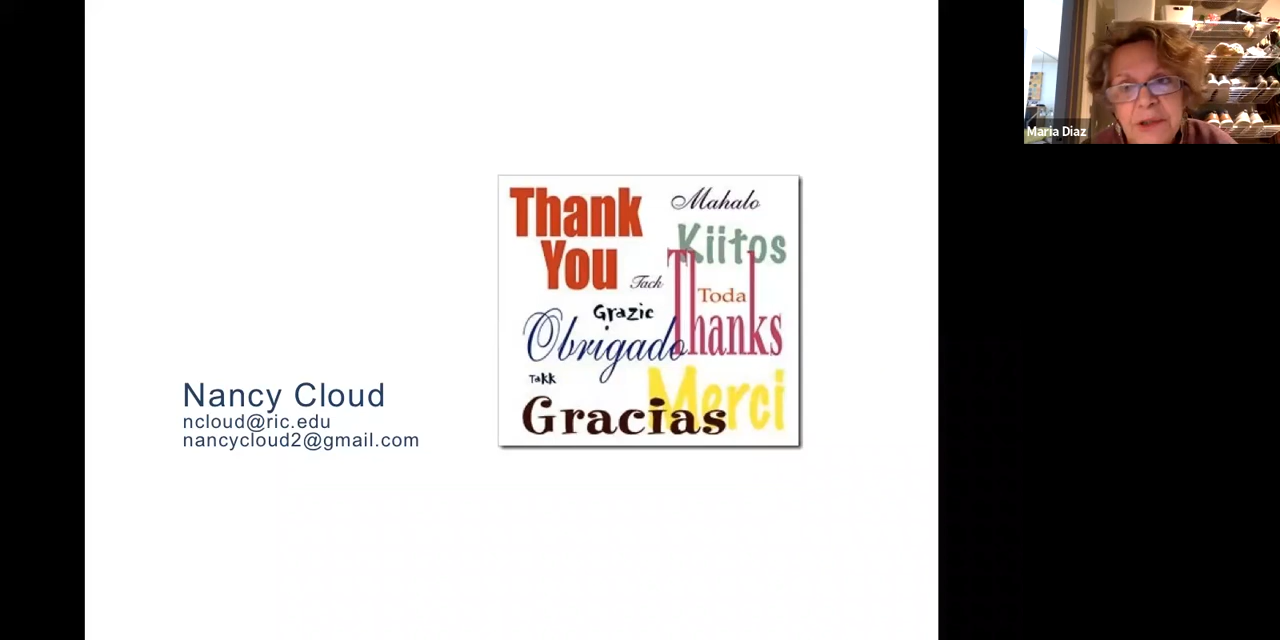 Thank
You
Mahalo
Kiitos
Tack
Thanks
Toda
Grazie
Obrigado
Takk
Merci
Gracias
Nancy Cloud
ncloud@ric.edu
nancycloud2@gmail.com
Maria Diaz